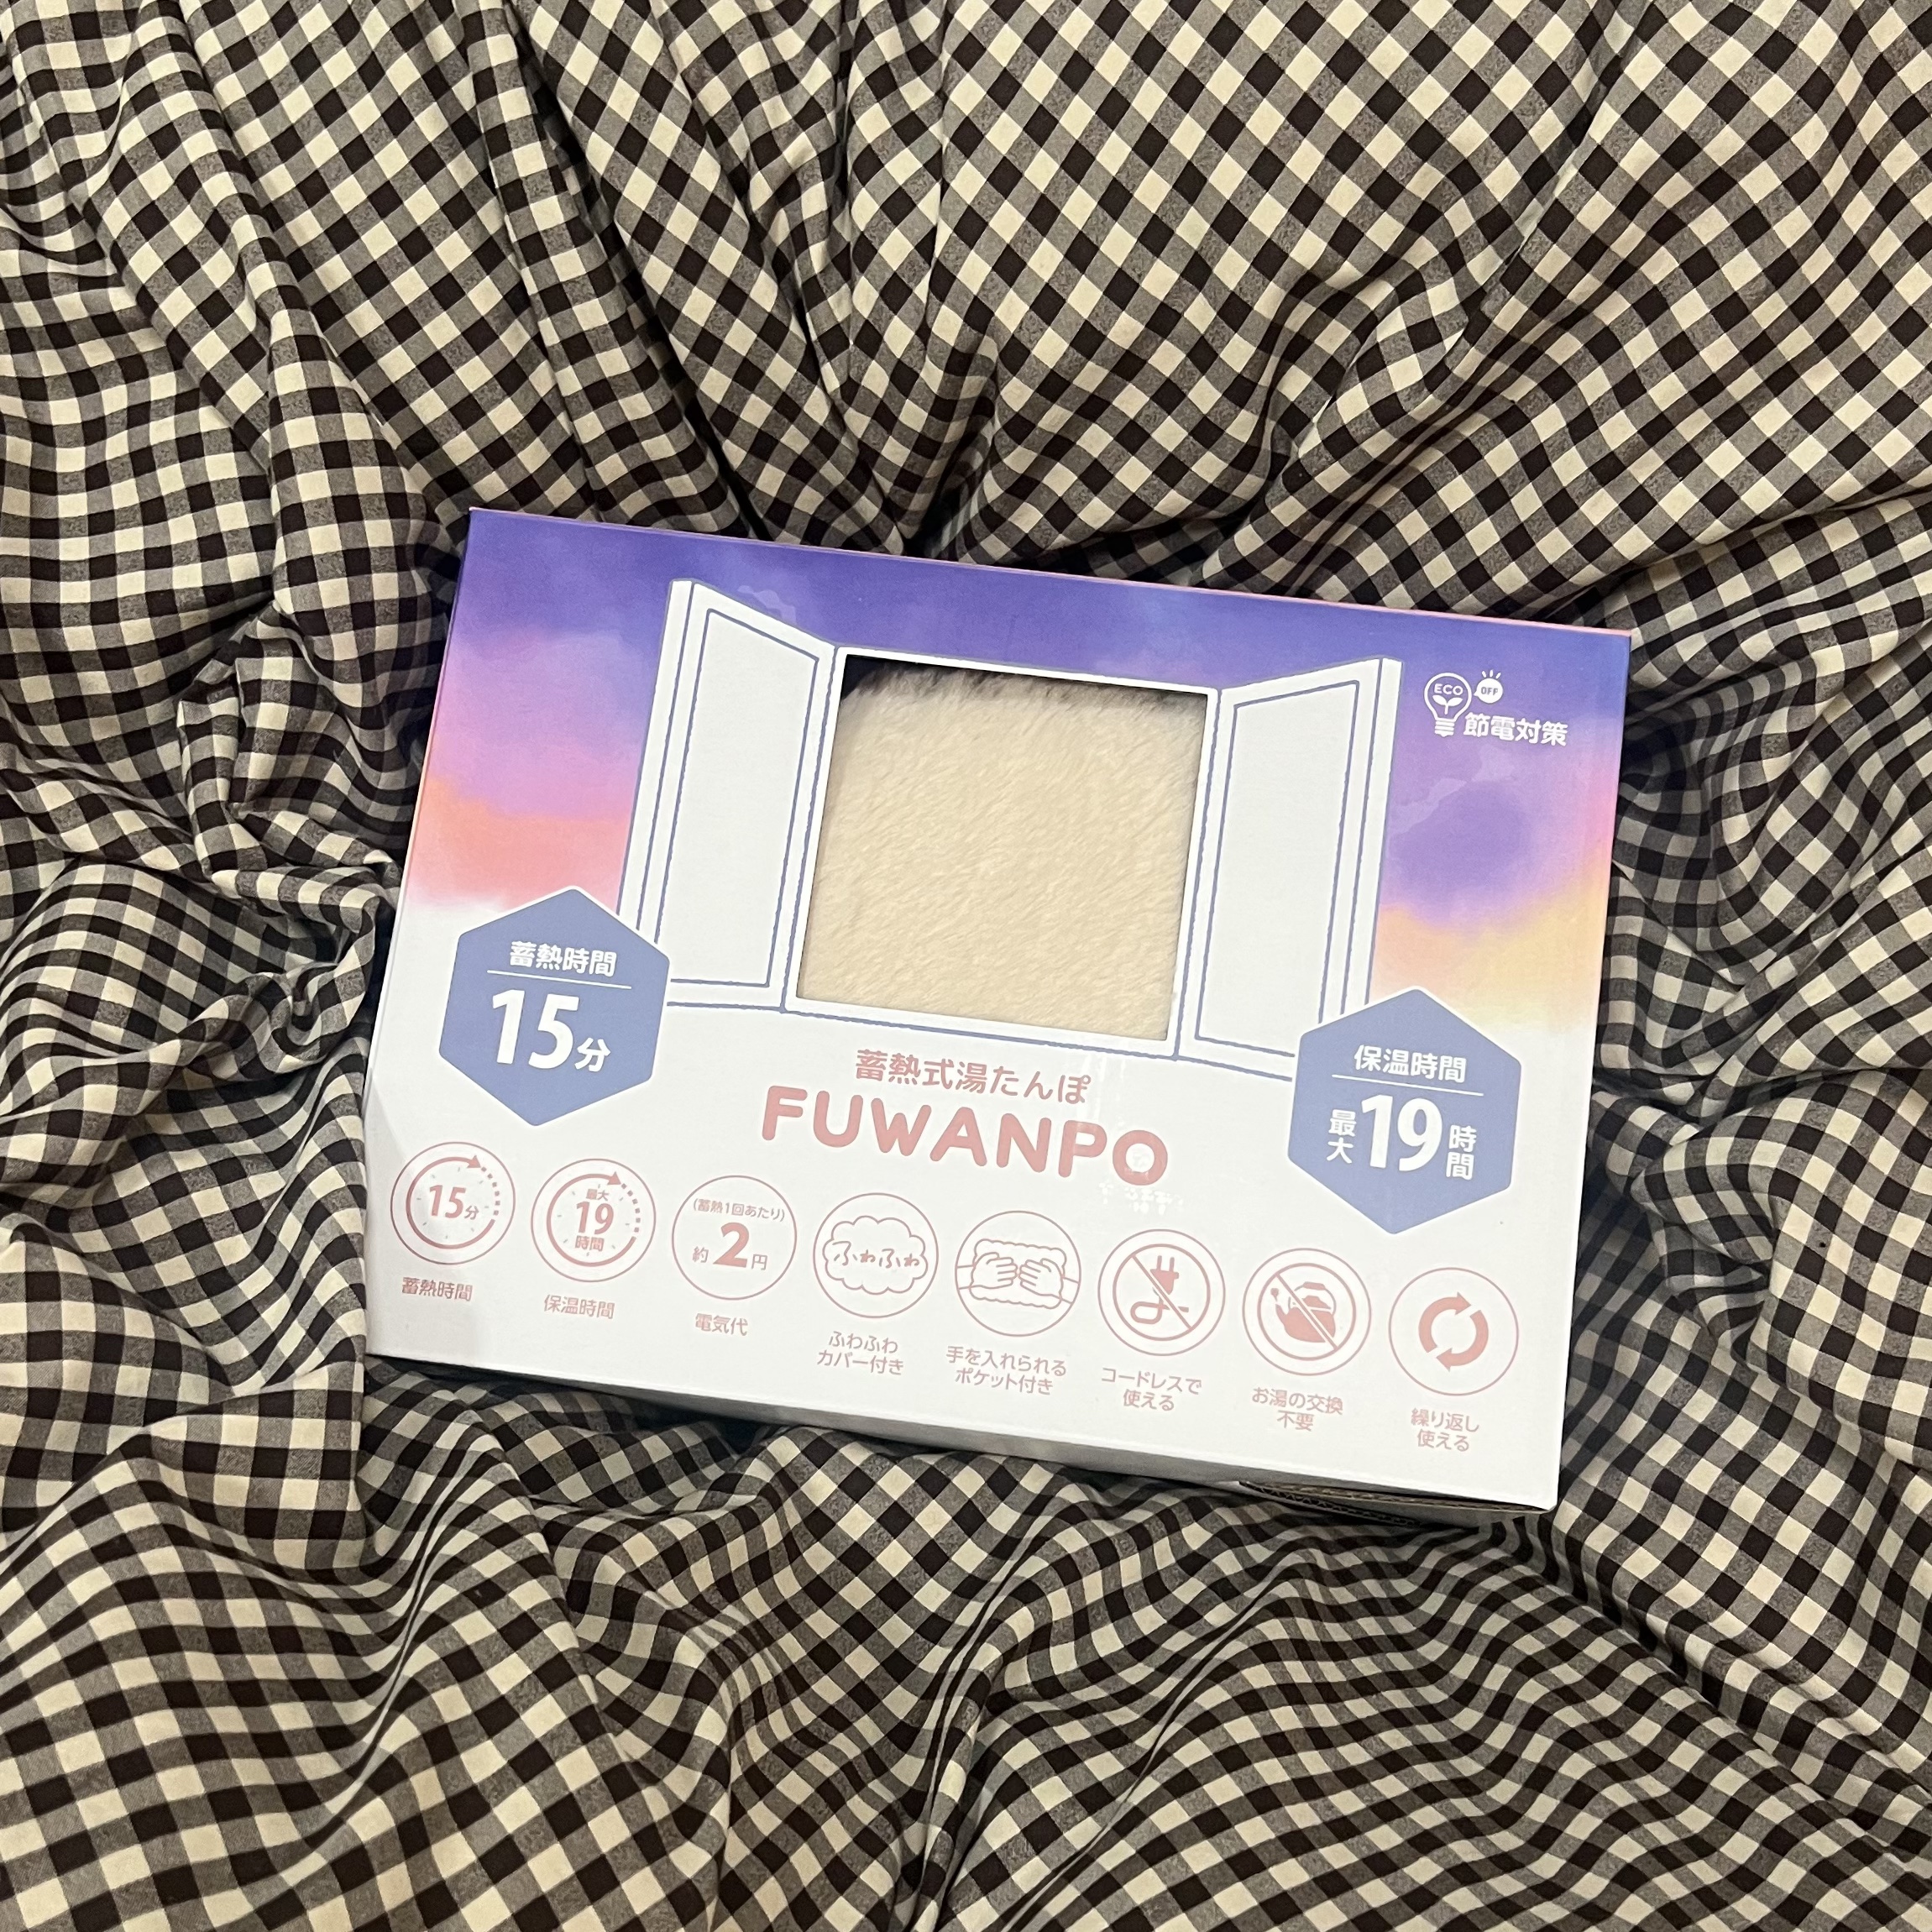 ECO
OFF
節電対策
蓄熱時間
15分
保温時間
最大19時間
蓄熱式湯たんぽ
FUWANPO
15分
蓄熱時間
最大
19
時間
保温時間
(蓄熱1回あたり)
約2円
電気代
ふわふわ
ふわふわ
カバー付き
手を入れられる
ポケット付き
コードレスで
使える
お湯の交換
不要
繰り返し
使える